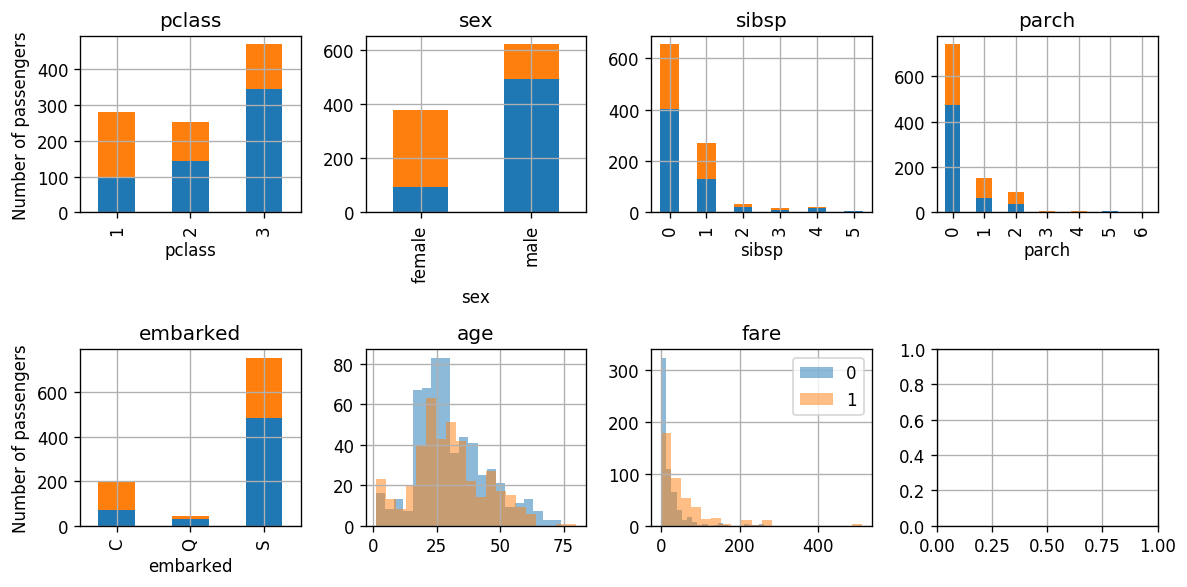 pclass
Number of passengers
400
300
200
100
0
1 2 3
pclass
sex
600
400
200
0
female male
sex
sibsp
600
400
200
0
0 1 2 3 4 5
sibsp
parch
600
400
200
0
0 1 2 3 4 5 6
parch
embarked
Number of passengers
600
400
200
0
C Q S
embarked
age
80
60
40
20
0
0 25 50 75
fare
300
200
100
0
0 200 400
0
1
1.0
0.8
0.6
0.4
0.2
0.0
0.00 0.25 0.50 0.75 1.00